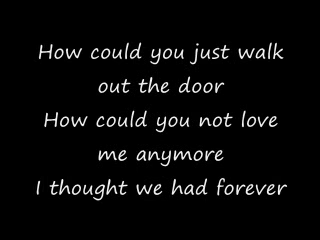 How could you just walk
out the door
How could you not love
me anymore
I thought we had forever